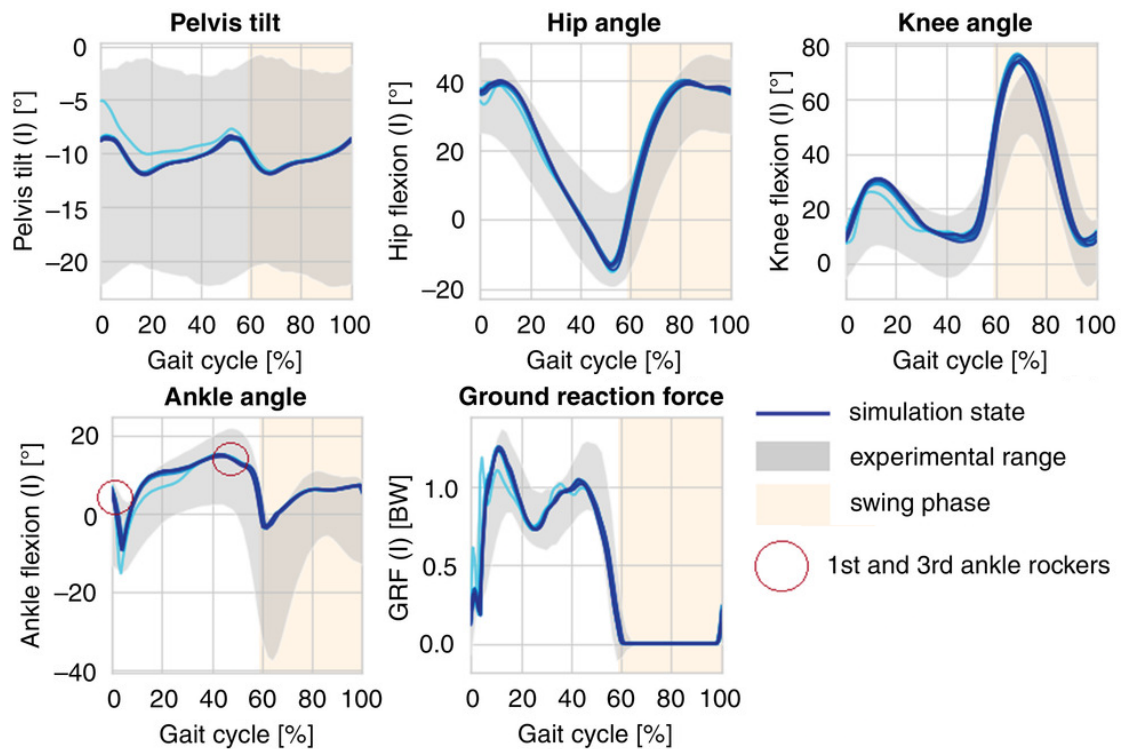 Pelvis tilt
Hip angle
Knee angle
Pelvis tilt (l) [°]
0
−5
−10
−15
−20
0 20 40 60 80 100
Gait cycle [%]
Hip flexion (l) [°]
40
20
0
−20
0 20 40 60 80 100
Gait cycle [%]
Knee flexion (l) [°]
80
60
40
20
0
0 20 40 60 80 100
Gait cycle [%]
Ankle angle
Ground reaction force
Ankle flexion (l) [°]
20
0
−20
−40
0 20 40 60 80 100
Gait cycle [%]
GRF (l) [BW]
1.0
0.5
0.0
0 20 40 60 80 100
Gait cycle [%]
simulation state
experimental range
swing phase
1st and 3rd ankle rockers